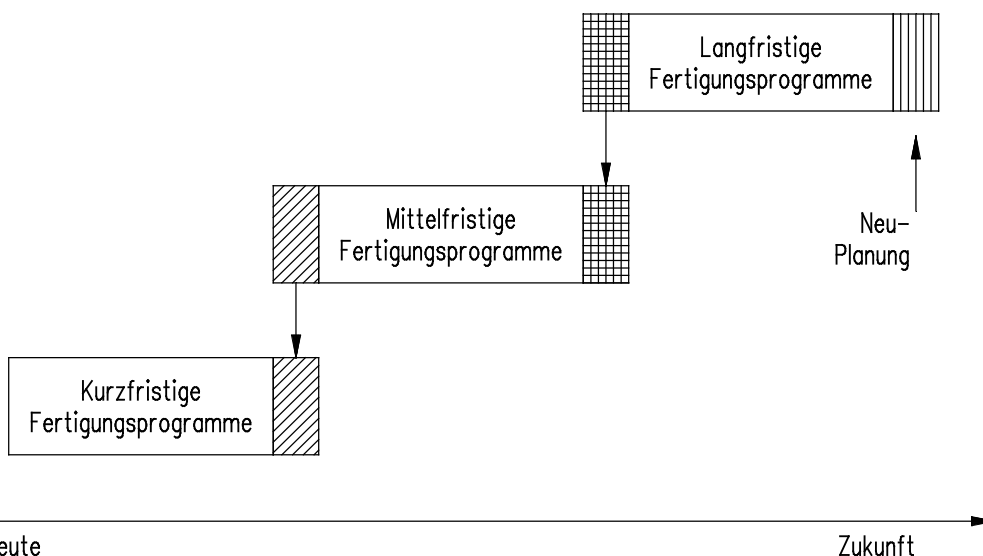 Langfristige
Fertigungsprogramme
Mittelfristige
Fertigungsprogramme
Neu-
Planung
Kurzfristige
Fertigungsprogramme
eute
Zukunft